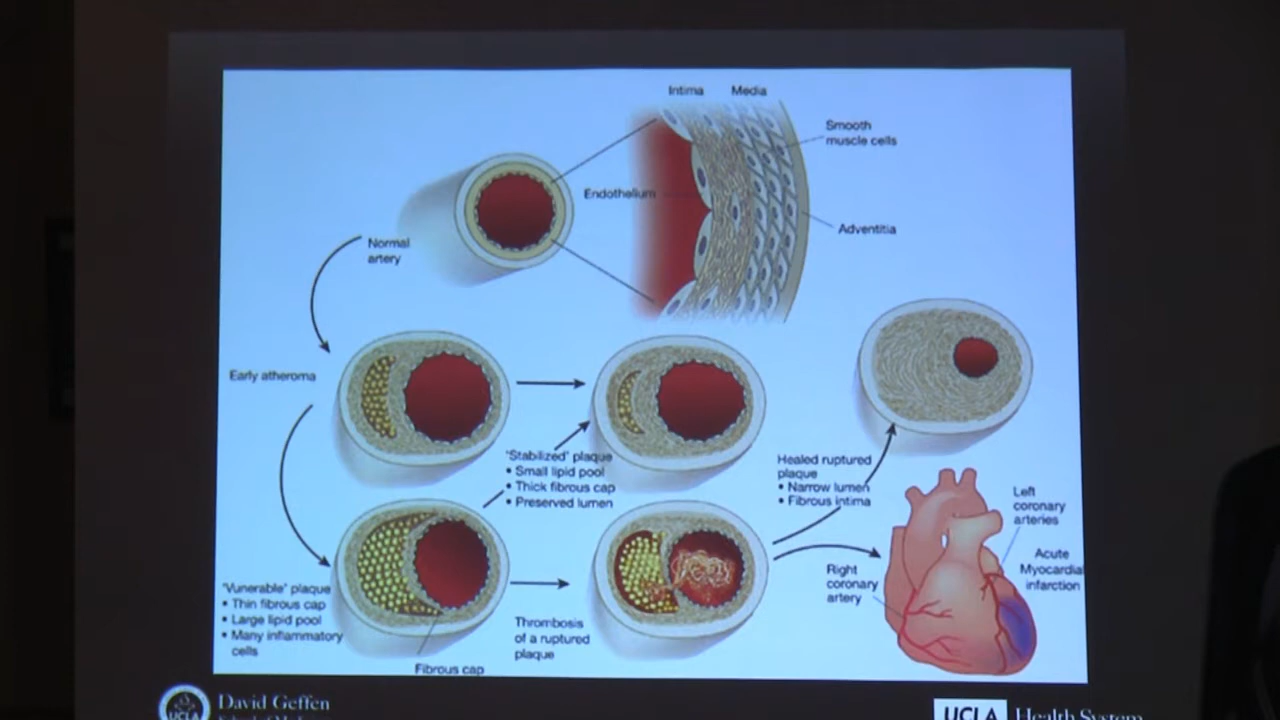 Intima Media
Smooth
muscle cells
Endothelium
Adventitia
Normal
artery
Early atheroma
"Stabilized" plaque
• Small lipid pool
• Thick fibrous cap
• Preserved lumen
Healed ruptured
plaque
• Narrow lumen
• Fibrous intima
Left
coronary
arteries
Acute
Myocardial
infarction
Right
coronary
artery
"Vunerable" plaque
• Thin fibrous cap
• Large lipid pool
• Many inflammatory
cells
Thrombosis
of a ruptured
plaque
Fibrous cap
UCLA
David Geffen
UCLA Health System